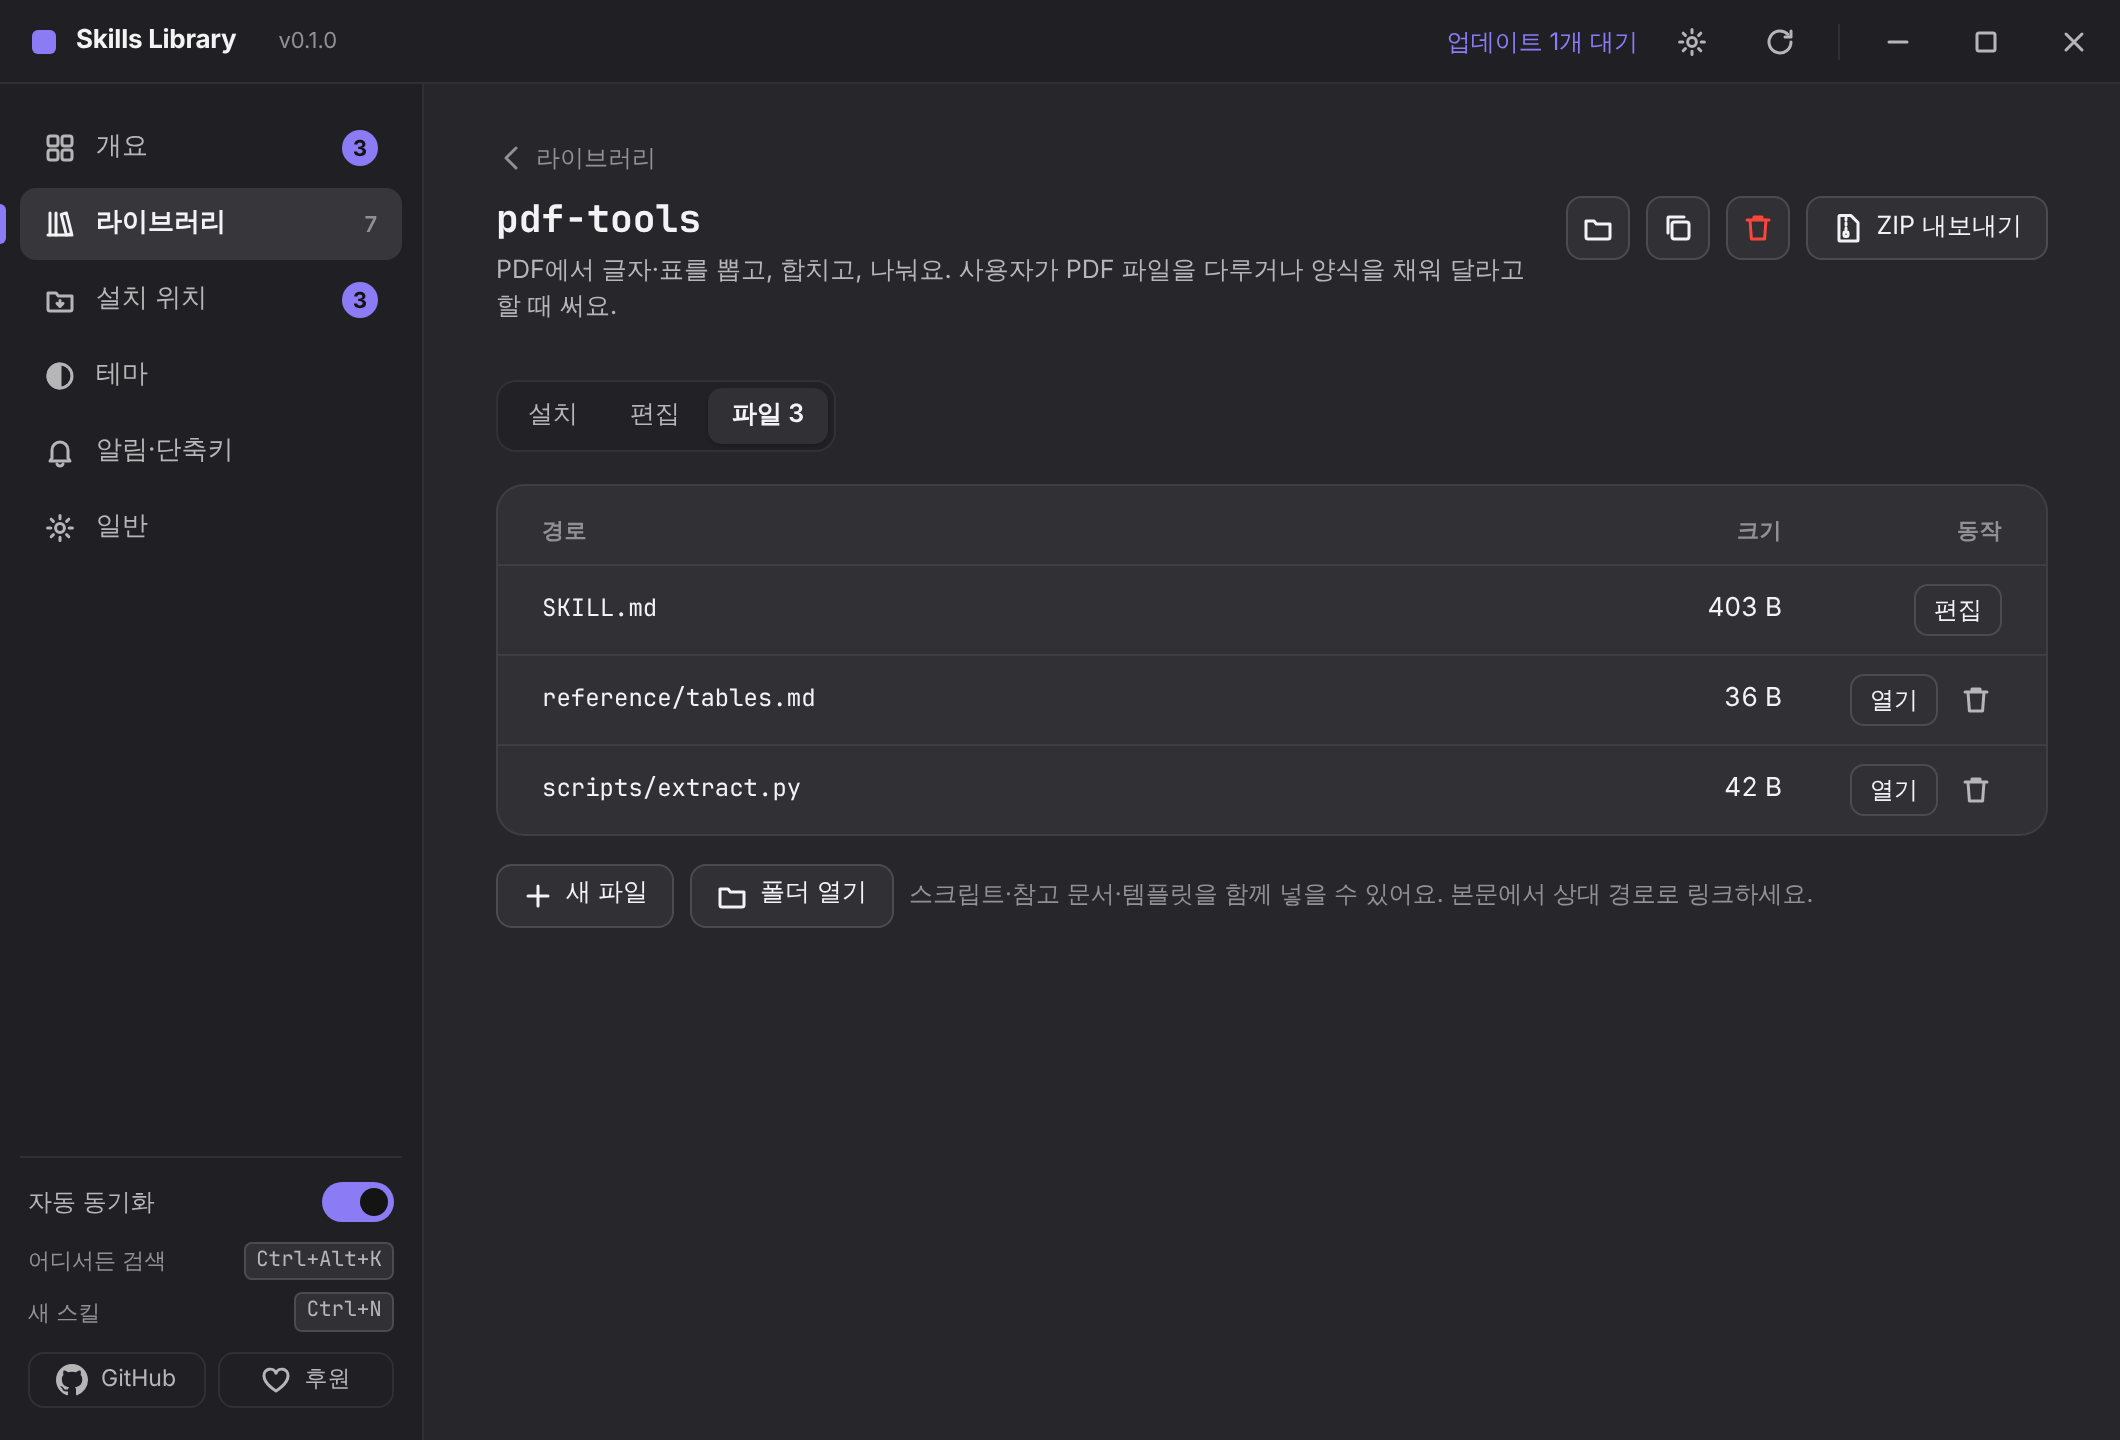 Skills Library v0.1.0 업데이트 1개 대기
개요 3
라이브러리 7
설치 위치 3
테마
알림·단축키
일반
자동 동기화
어디서든 검색 Ctrl+Alt+K
새 스킬 Ctrl+N
GitHub 후원
라이브러리
pdf-tools
ZIP 내보내기
PDF에서 글자·표를 뽑고, 합치고, 나눠요. 사용자가 PDF 파일을 다루거나 양식을 채워 달라고
할 때 써요.
설치 편집 파일 3
경로 크기 동작
SKILL.md 403 B 편집
reference/tables.md 36 B 열기
scripts/extract.py 42 B 열기
새 파일 폴더 열기 스크립트·참고 문서·템플릿을 함께 넣을 수 있어요. 본문에서 상대 경로로 링크하세요.